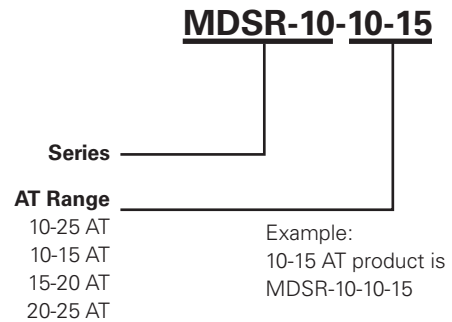 MDSR-10-10-15
Series
AT Range
10-25 AT
10-15 AT
15-20 AT
20-25 AT
Example:
10-15 AT product is
MDSR-10-10-15